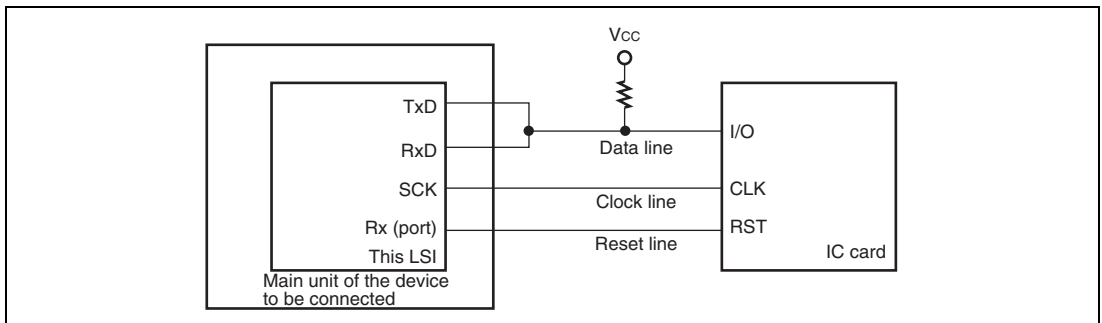 Vcc
TxD
RxD
SCK
Rx (port)
This LSI
Main unit of the device
to be connected
Data line
Clock line
Reset line
I/O
CLK
RST
IC card